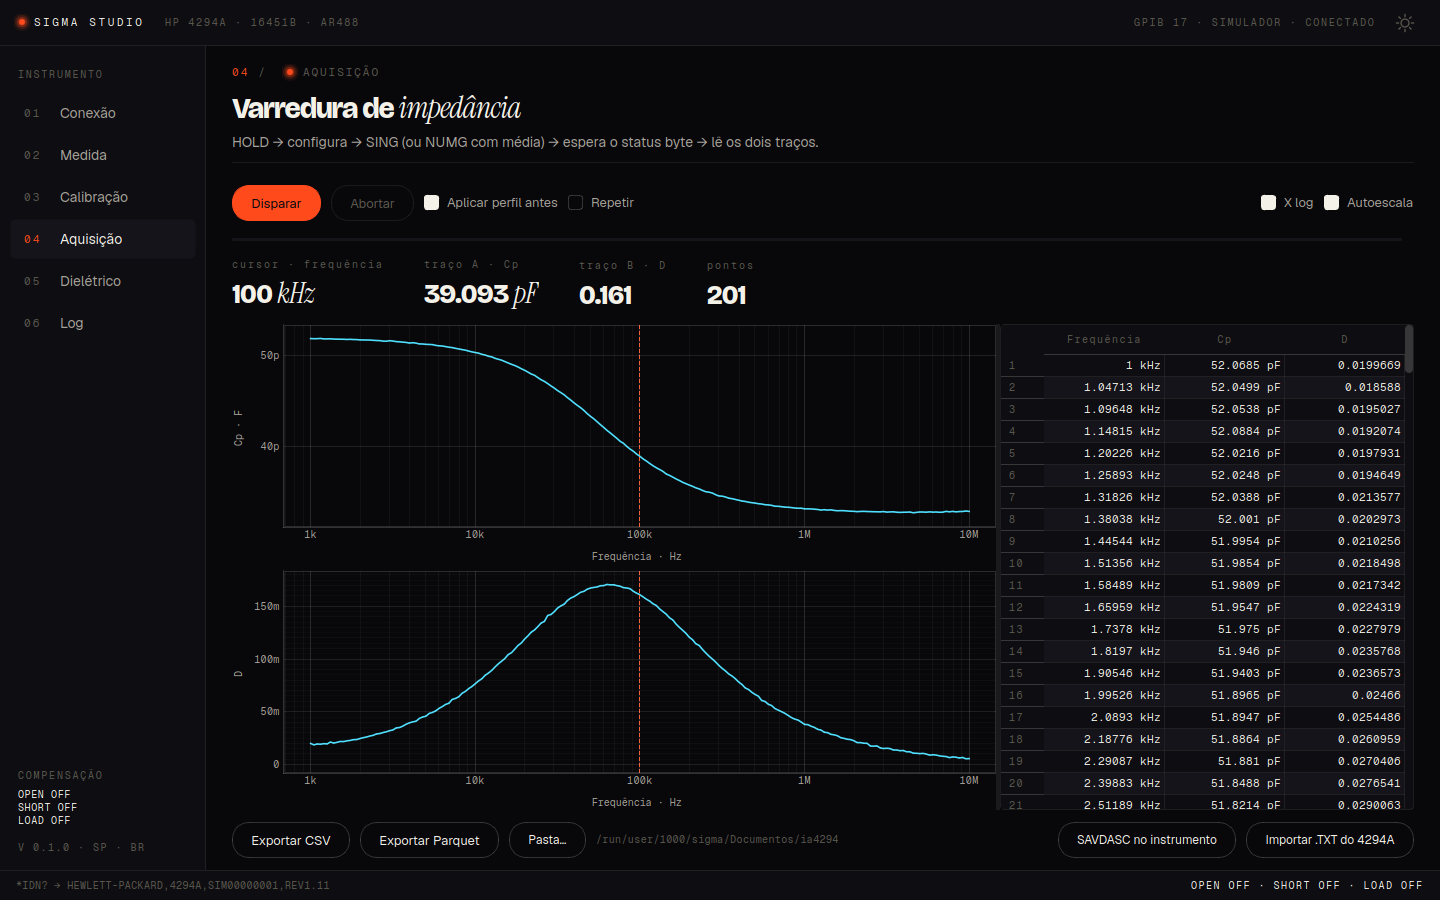 SIGMA STUDIO HP 4294A · 16451B · AR488 GPIB 17 · SIMULADOR · CONECTADO
INSTRUMENTO
01 Conexão
02 Medida
03 Calibração
04 Aquisição
05 Dielétrico
06 Log
COMPENSAÇÃO
OPEN OFF
SHORT OFF
LOAD OFF
V 0.1.0 · SP · BR
04 / AQUISIÇÃO
Varredura de impedância
HOLD → configura → SING (ou NUMG com média) → espera o status byte → lê os dois traços.
Disparar Abortar Aplicar perfil antes Repetir X log Autoescala
cursor · frequência traço A · Cp traço B · D pontos
100 kHz 39.093 pF 0.161 201
Cp · F
50p
40p
1k 10k 100k 1M 10M
Frequência · Hz
D
150m
100m
50m
0
1k 10k 100k 1M 10M
Frequência · Hz
Frequência Cp D
1 1 kHz 52.0685 pF 0.0199669
2 1.04713 kHz 52.0499 pF 0.018588
3 1.09648 kHz 52.0538 pF 0.0195027
4 1.14815 kHz 52.0884 pF 0.0192074
5 1.20226 kHz 52.0216 pF 0.0197931
6 1.25893 kHz 52.0248 pF 0.0194649
7 1.31826 kHz 52.0388 pF 0.0213577
8 1.38038 kHz 52.001 pF 0.0202973
9 1.44544 kHz 51.9954 pF 0.0210256
10 1.51356 kHz 51.9854 pF 0.0218498
11 1.58489 kHz 51.9809 pF 0.0217342
12 1.65959 kHz 51.9547 pF 0.0224319
13 1.7378 kHz 51.975 pF 0.0227979
14 1.8197 kHz 51.946 pF 0.0235768
15 1.90546 kHz 51.9403 pF 0.0236573
16 1.99526 kHz 51.8965 pF 0.02466
17 2.0893 kHz 51.8947 pF 0.0254486
18 2.18776 kHz 51.8864 pF 0.0260959
19 2.29087 kHz 51.881 pF 0.0270406
20 2.39883 kHz 51.8488 pF 0.0276541
21 2.51189 kHz 51.8214 pF 0.0290063
Exportar CSV Exportar Parquet Pasta… /run/user/1000/sigma/Documentos/ia4294 SAVDASC no instrumento Importar .TXT do 4294A
*IDN? → HEWLETT-PACKARD,4294A,SIM00000001,REV1.11 OPEN OFF · SHORT OFF · LOAD OFF